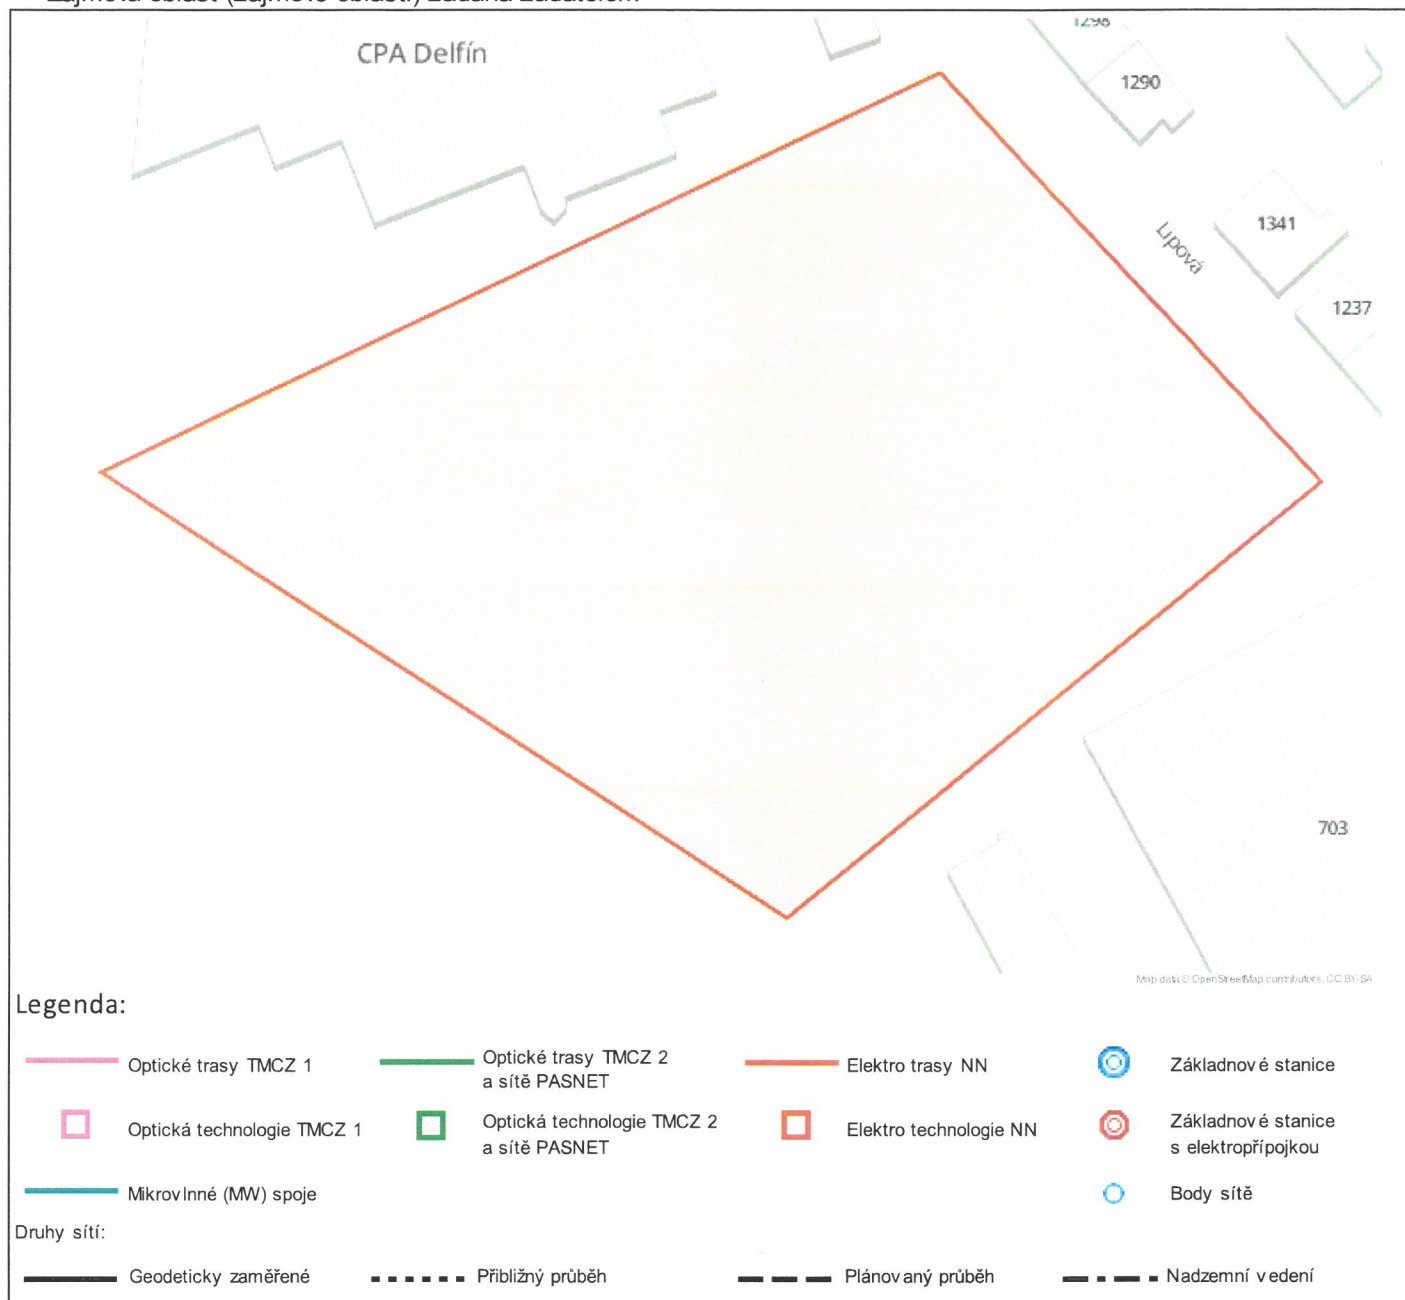 CPA Delfín
1298
1290
Lipová
1341
1237
703
Map data © OpenStreetMap contributors, CC BY-SA
Legenda:
Optické trasy TMCZ 1
Optické trasy TMCZ 2
a sítě PASNET
Elektro trasy NN
Základnové stanice
Optická technologie TMCZ 1
Optická technologie TMCZ 2
a sítě PASNET
Elektro technologie NN
Základnové stanice
s elektropřípojkou
Mikrovlnné (MW) spoje
Body sítě
Druhy sítí:
Geodeticky zaměřené
Přibližný průběh
Plánovaný průběh
Nadzemní vedení